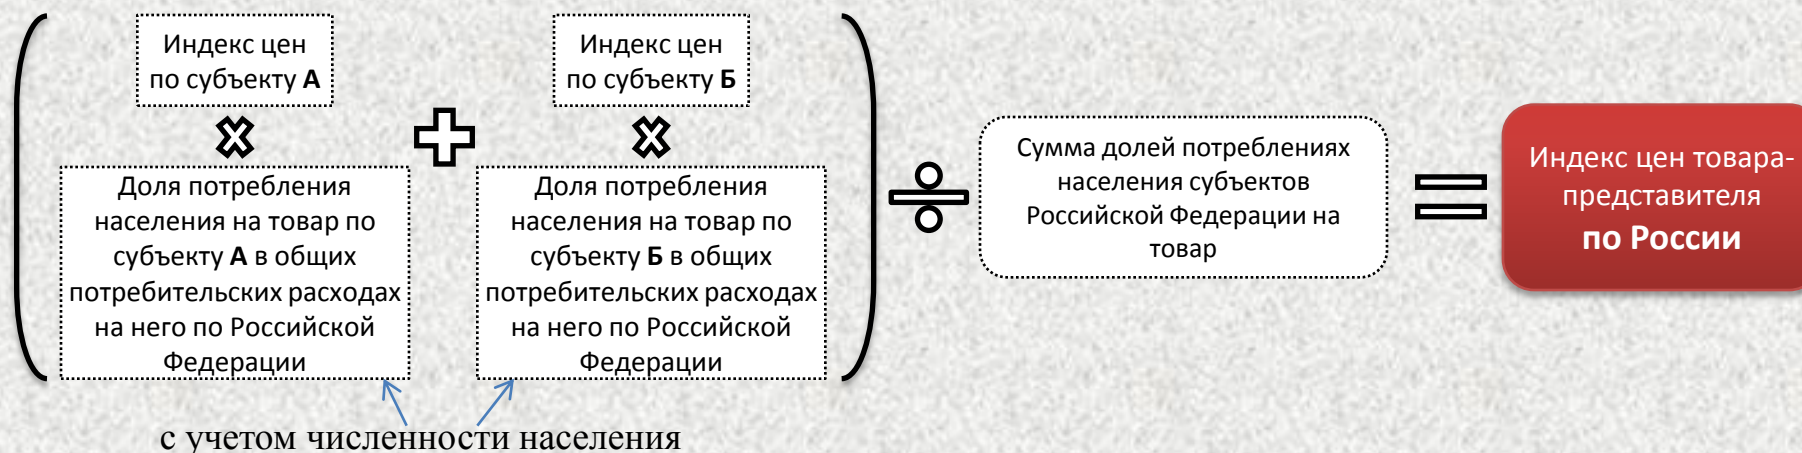 Индекс цен
по субъекту А
Доля потребления
населения на товар по
субъекту А в общих
потребительских расходах
на него по Российской
Федерации
Индекс цен
по субъекту Б
Доля потребления
населения на товар по
субъекту Б в общих
потребительских расходах
на него по Российской
Федерации
с учетом численности населения
Сумма долей потреблениях
населения субъектов
Российской Федерации на
товар
Индекс цен товара-
представителя
по России